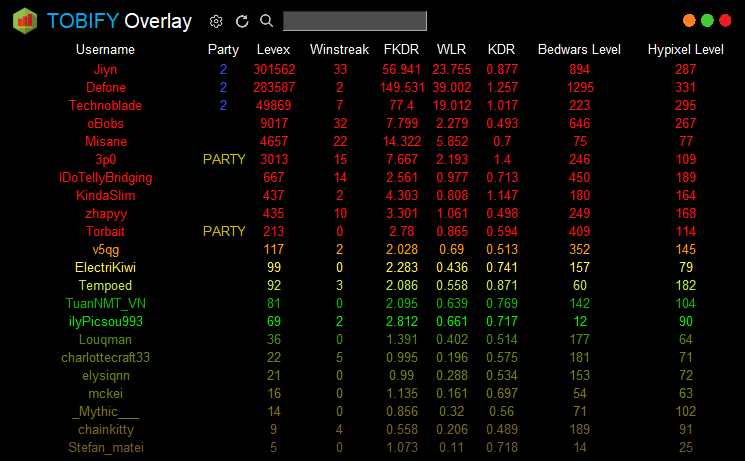 TOBIFY Overlay
Username Party Levex Winstreak FKDR WLR KDR Bedwars Level Hypixel Level
Jiyn 2 301562 33 56.941 23.755 0.877 894 287
Defone 2 283587 2 149.531 39.002 1.257 1295 331
Technoblade 2 49869 7 77.4 19.012 1.017 223 295
oBobs 9017 32 7.799 2.279 0.493 646 267
Misane 4657 22 14.322 5.852 0.7 75 77
3p0 PARTY 3013 15 7.667 2.193 1.4 246 109
IDoTellyBridging 667 14 2.561 0.977 0.713 450 189
KindaSlim 437 2 4.303 0.808 1.147 180 164
zhapyy 435 10 3.301 1.061 0.498 249 168
Torbait PARTY 213 0 2.78 0.865 0.594 409 114
v5qg 117 2 2.028 0.69 0.513 352 145
ElectriKiwi 99 0 2.283 0.436 0.741 157 79
Tempoed 92 3 2.086 0.558 0.871 60 182
TuanNMT_VN 81 0 2.095 0.639 0.769 142 104
ilyPicsou993 69 2 2.812 0.661 0.717 12 90
Louqman 36 0 1.391 0.402 0.514 177 64
charlottecraft33 22 5 0.995 0.196 0.575 181 71
elysiqnn 21 0 0.99 0.288 0.534 153 72
mckei 16 0 1.135 0.161 0.697 54 63
_Mythic___ 14 0 0.856 0.32 0.56 71 102
chainkitty 9 4 0.558 0.206 0.489 189 91
Stefan_matei 5 0 1.073 0.11 0.718 14 25